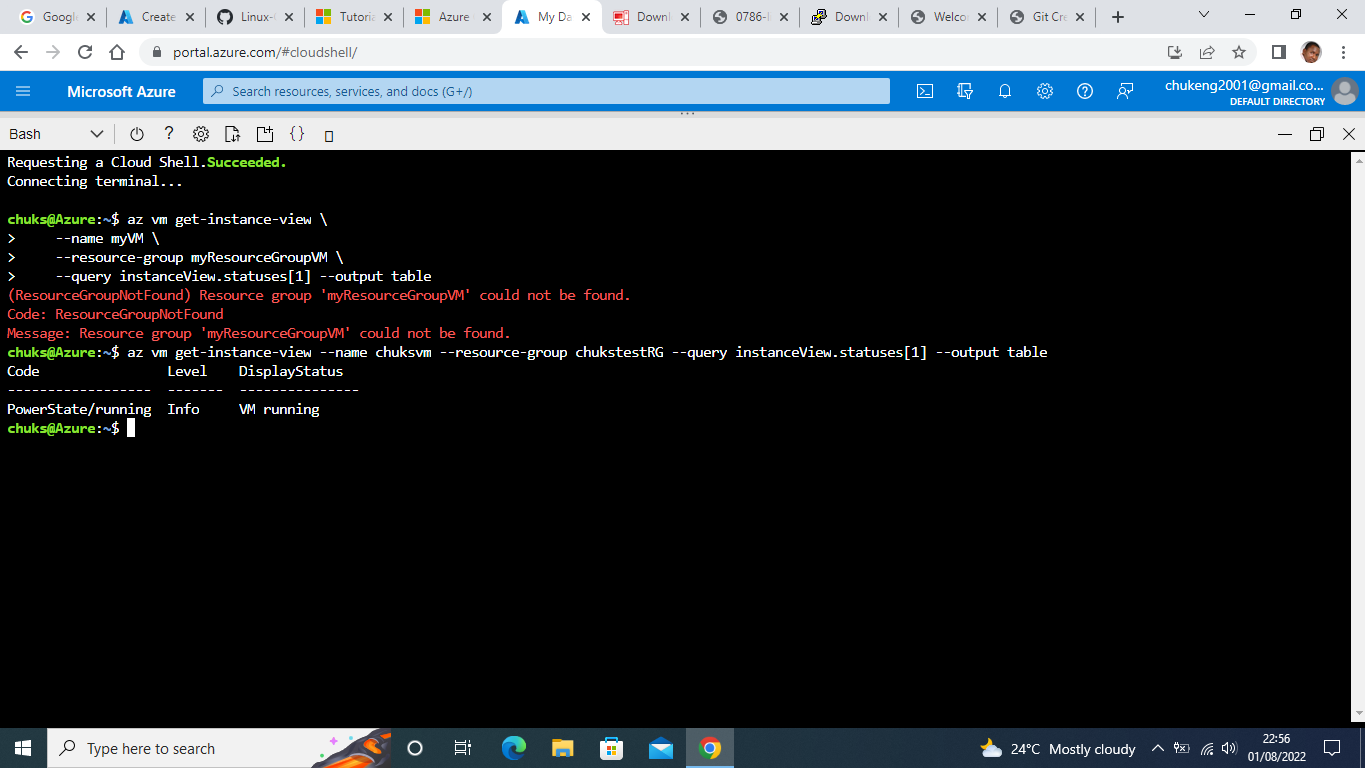 Google
Create
Linux-
Tutoria
Azure
My Da
Downl
0786-
Downl
Welco
Git Cre
portal.azure.com/#cloudshell/
Microsoft Azure
Search resources, services, and docs (G+/)
chukeng2001@gmail.co...
DEFAULT DIRECTORY
Bash
Requesting a Cloud Shell.Succeeded.
Connecting terminal...
chuks@Azure:~$ az vm get-instance-view \
>     --name myVM \
>     --resource-group myResourceGroupVM \
>     --query instanceView.statuses[1] --output table
(ResourceGroupNotFound) Resource group 'myResourceGroupVM' could not be found.
Code: ResourceGroupNotFound
Message: Resource group 'myResourceGroupVM' could not be found.
chuks@Azure:~$ az vm get-instance-view --name chuksvm --resource-group chukstestRG --query instanceView.statuses[1] --output table
Code                Level    DisplayStatus
------------------  -------  ---------------
PowerState/running  Info     VM running
chuks@Azure:~$
Type here to search
24°C Mostly cloudy
22:56
01/08/2022